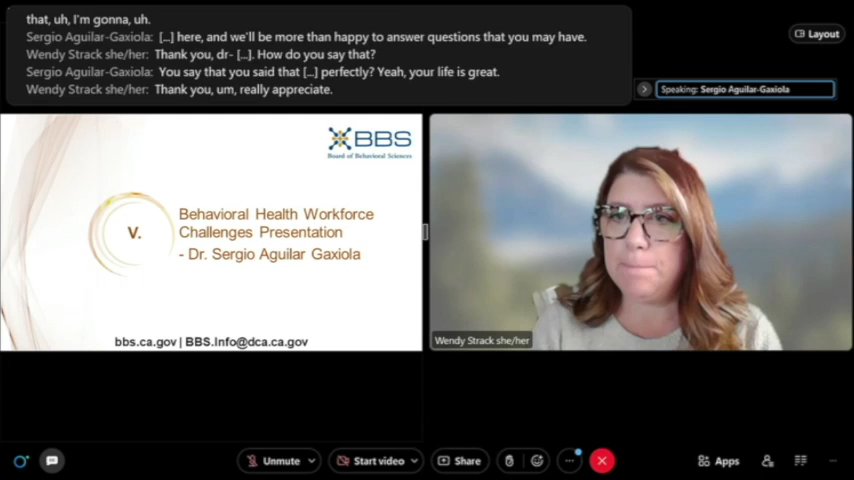 that, uh, I'm gonna, uh.
Sergio Aguilar-Gaxiola: [...] here, and we'll be more than happy to answer questions that you may have.
Wendy Strack she/her: Thank you, dr- [...]. How do you say that?
Sergio Aguilar-Gaxiola: You say that you said that [...] perfectly? Yeah, your life is great.
Wendy Strack she/her: Thank you, um, really appreciate.
Layout
Speaking: Sergio Aguilar-Gaxiola
BBS
Board of Behavioral Sciences
V.
Behavioral Health Workforce
Challenges Presentation
- Dr. Sergio Aguilar Gaxiola
bbs.ca.gov | BBS.Info@dca.ca.gov
Wendy Strack she/her
Unmute
Start video
Share
Apps